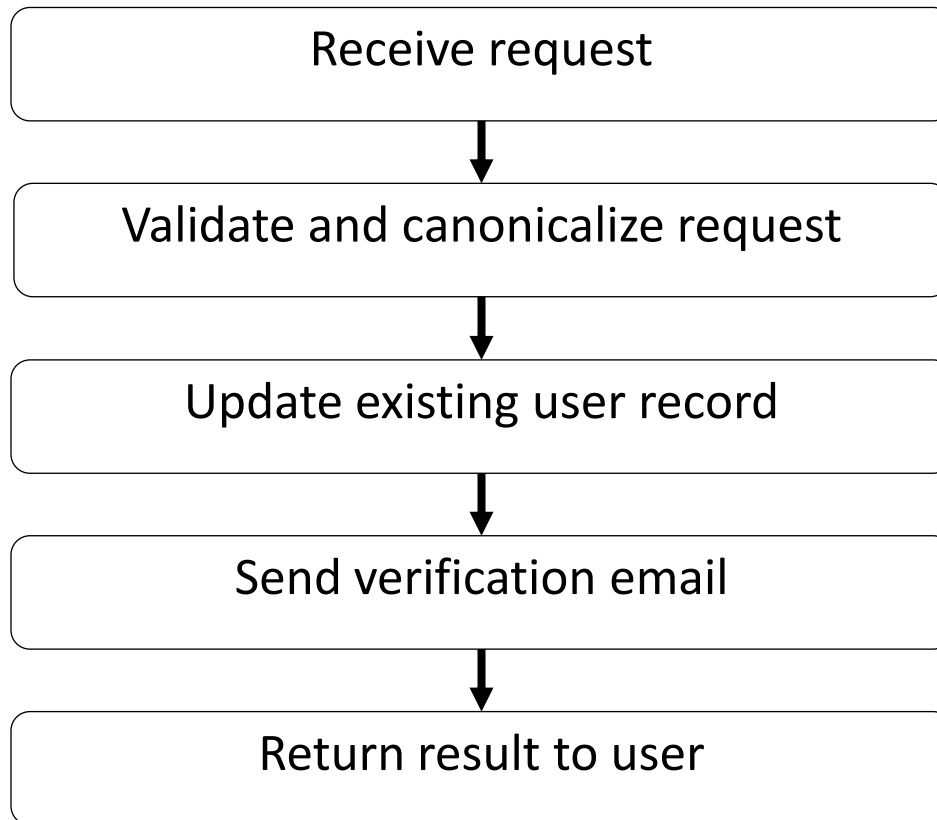 Receive request
Validate and canonicalize request
Update existing user record
Send verification email
Return result to user